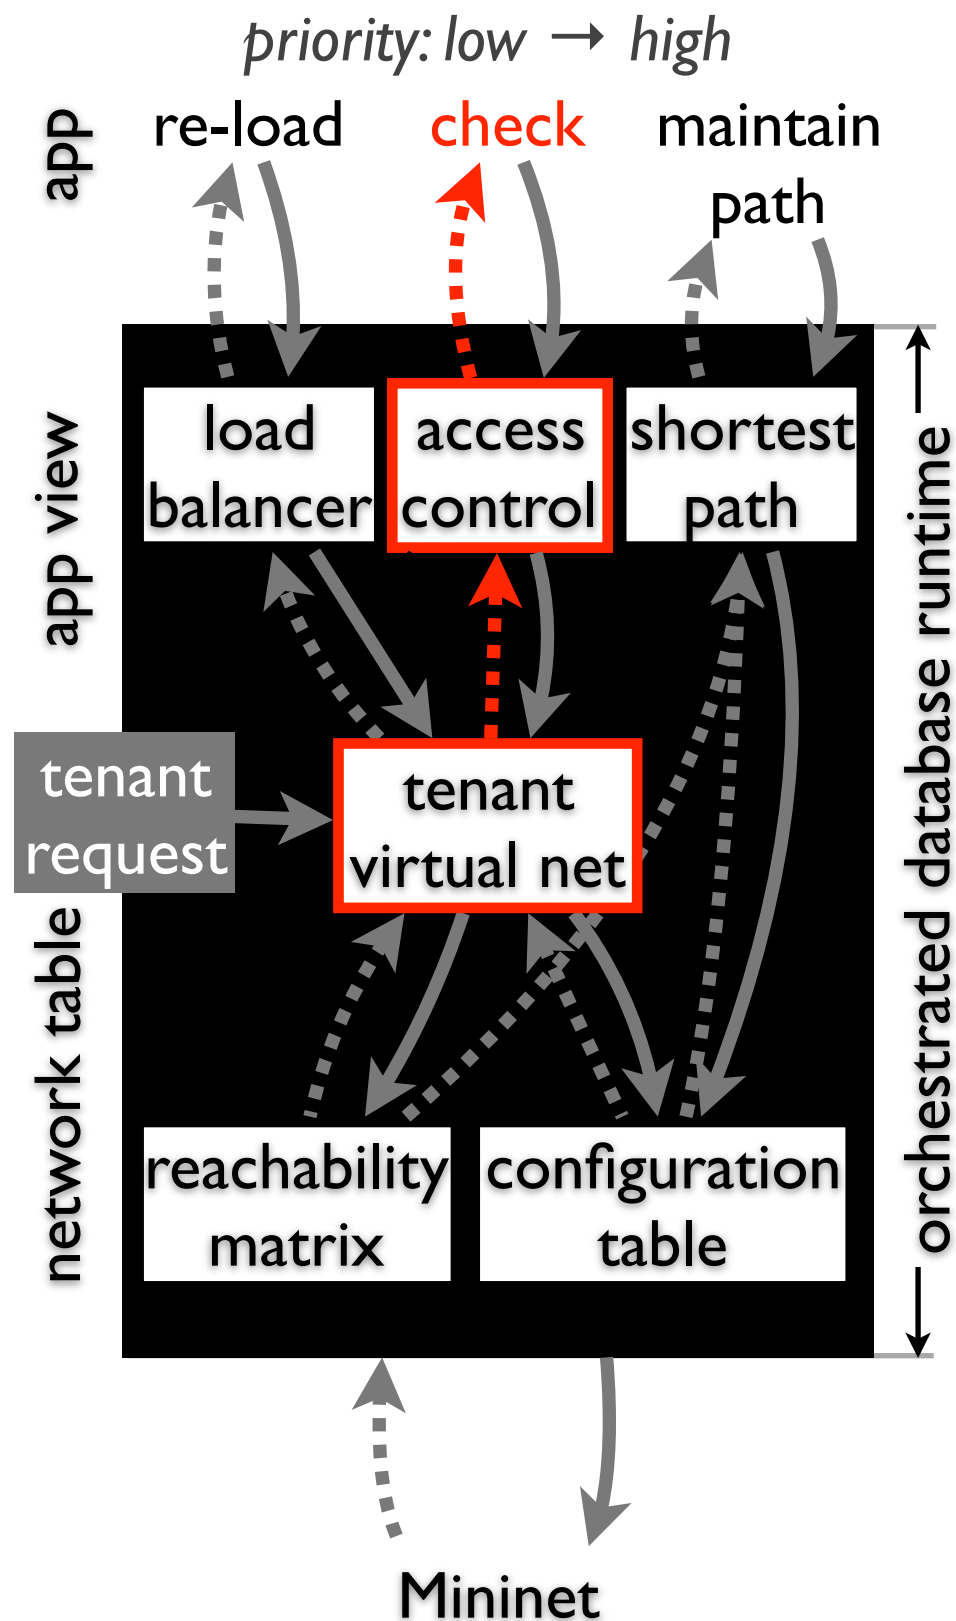 priority: low → high
app
re-load
check
maintain
path
app view
load
balancer
access
control
shortest
path
tenant
request
tenant
virtual net
network table
reachability
matrix
configuration
table
orchestrated database runtime
Mininet